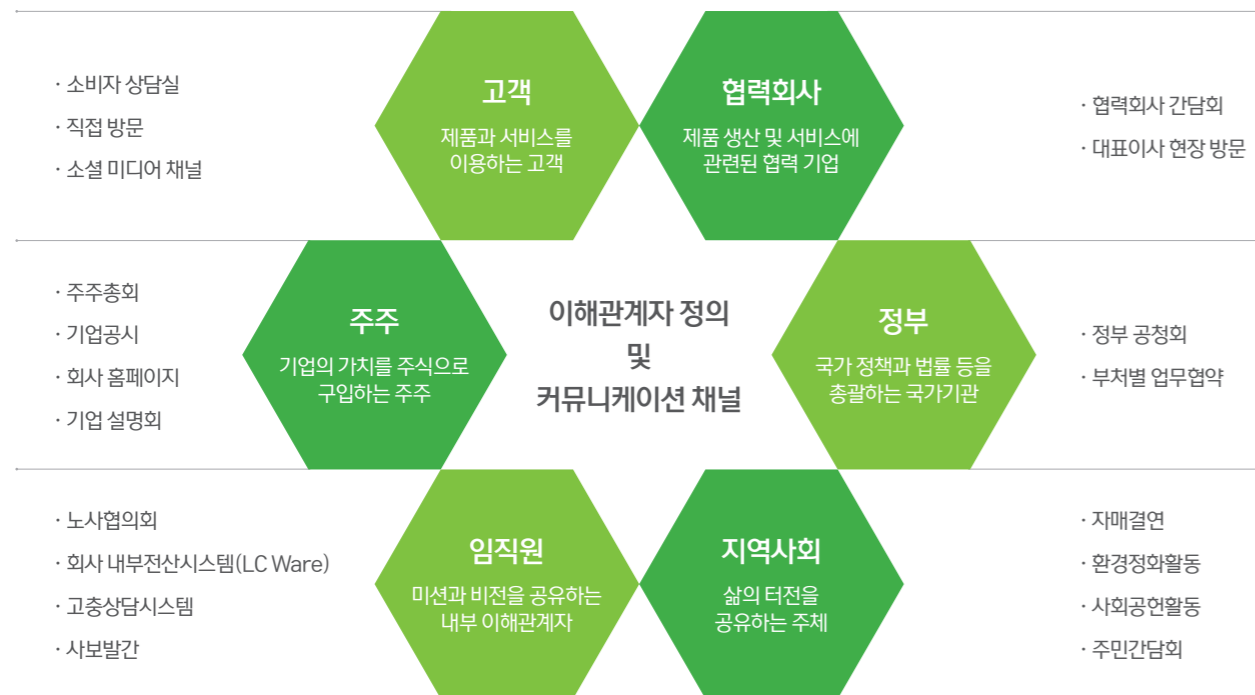 · 소비자 상담실
· 직접 방문
· 소셜 미디어 채널
고객
제품과 서비스를
이용하는 고객
협력회사
제품 생산 및 서비스에
관련된 협력 기업
· 협력회사 간담회
· 대표이사 현장 방문
· 주주총회
· 기업공시
· 회사 홈페이지
· 기업 설명회
주주
기업의 가치를 주식으로
구입하는 주주
이해관계자 정의
및
커뮤니케이션 채널
정부
국가 정책과 법률 등을
총괄하는 국가기관
· 정부 공청회
· 부처별 업무협약
· 노사협의회
· 회사 내부전산시스템(LC Ware)
· 고충상담시스템
· 사보발간
임직원
미션과 비전을 공유하는
내부 이해관계자
지역사회
삶의 터전을
공유하는 주체
· 자매결연
· 환경정화활동
· 사회공헌활동
· 주민간담회